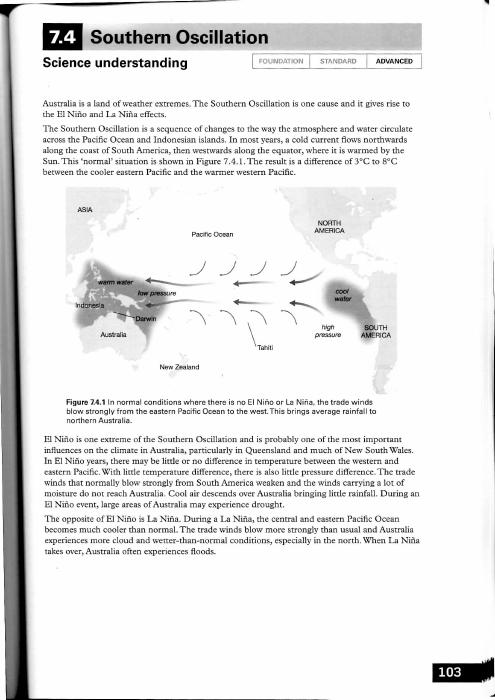 7.4 Southern Oscillation
Science understanding
FOUNDATION STANDARD ADVANCED
Australia is a land of weather extremes. The Southern Oscillation is one cause and it gives rise to
the El Niño and La Niña effects.
The Southern Oscillation is a sequence of changes to the way the atmosphere and water circulate
across the Pacific Ocean and Indonesian islands. In most years, a cold current flows northwards
along the coast of South America, then westwards along the equator, where it is warmed by the
Sun. This 'normal' situation is shown in Figure 7.4.1. The result is a difference of 3°C to 8°C
between the cooler eastern Pacific and the warmer western Pacific.
ASIA
NORTH
AMERICA
Pacific Ocean
warm water
low pressure
cool
water
Indonesia
Darwin
Australia
high
pressure
SOUTH
AMERICA
Tahiti
New Zealand
Figure 7.4.1 In normal conditions where there is no El Niño or La Niña, the trade winds
blow strongly from the eastern Pacific Ocean to the west. This brings average rainfall to
northern Australia.
El Niño is one extreme of the Southern Oscillation and is probably one of the most important
influences on the climate in Australia, particularly in Queensland and much of New South Wales.
In El Niño years, there may be little or no difference in temperature between the western and
eastern Pacific. With little temperature difference, there is also little pressure difference. The trade
winds that normally blow strongly from South America weaken and the winds carrying a lot of
moisture do not reach Australia. Cool air descends over Australia bringing little rainfall. During an
El Niño event, large areas of Australia may experience drought.
The opposite of El Niño is La Niña. During a La Niña, the central and eastern Pacific Ocean
becomes much cooler than normal. The trade winds blow more strongly than usual and Australia
experiences more cloud and wetter-than-normal conditions, especially in the north. When La Niña
takes over, Australia often experiences floods.
103